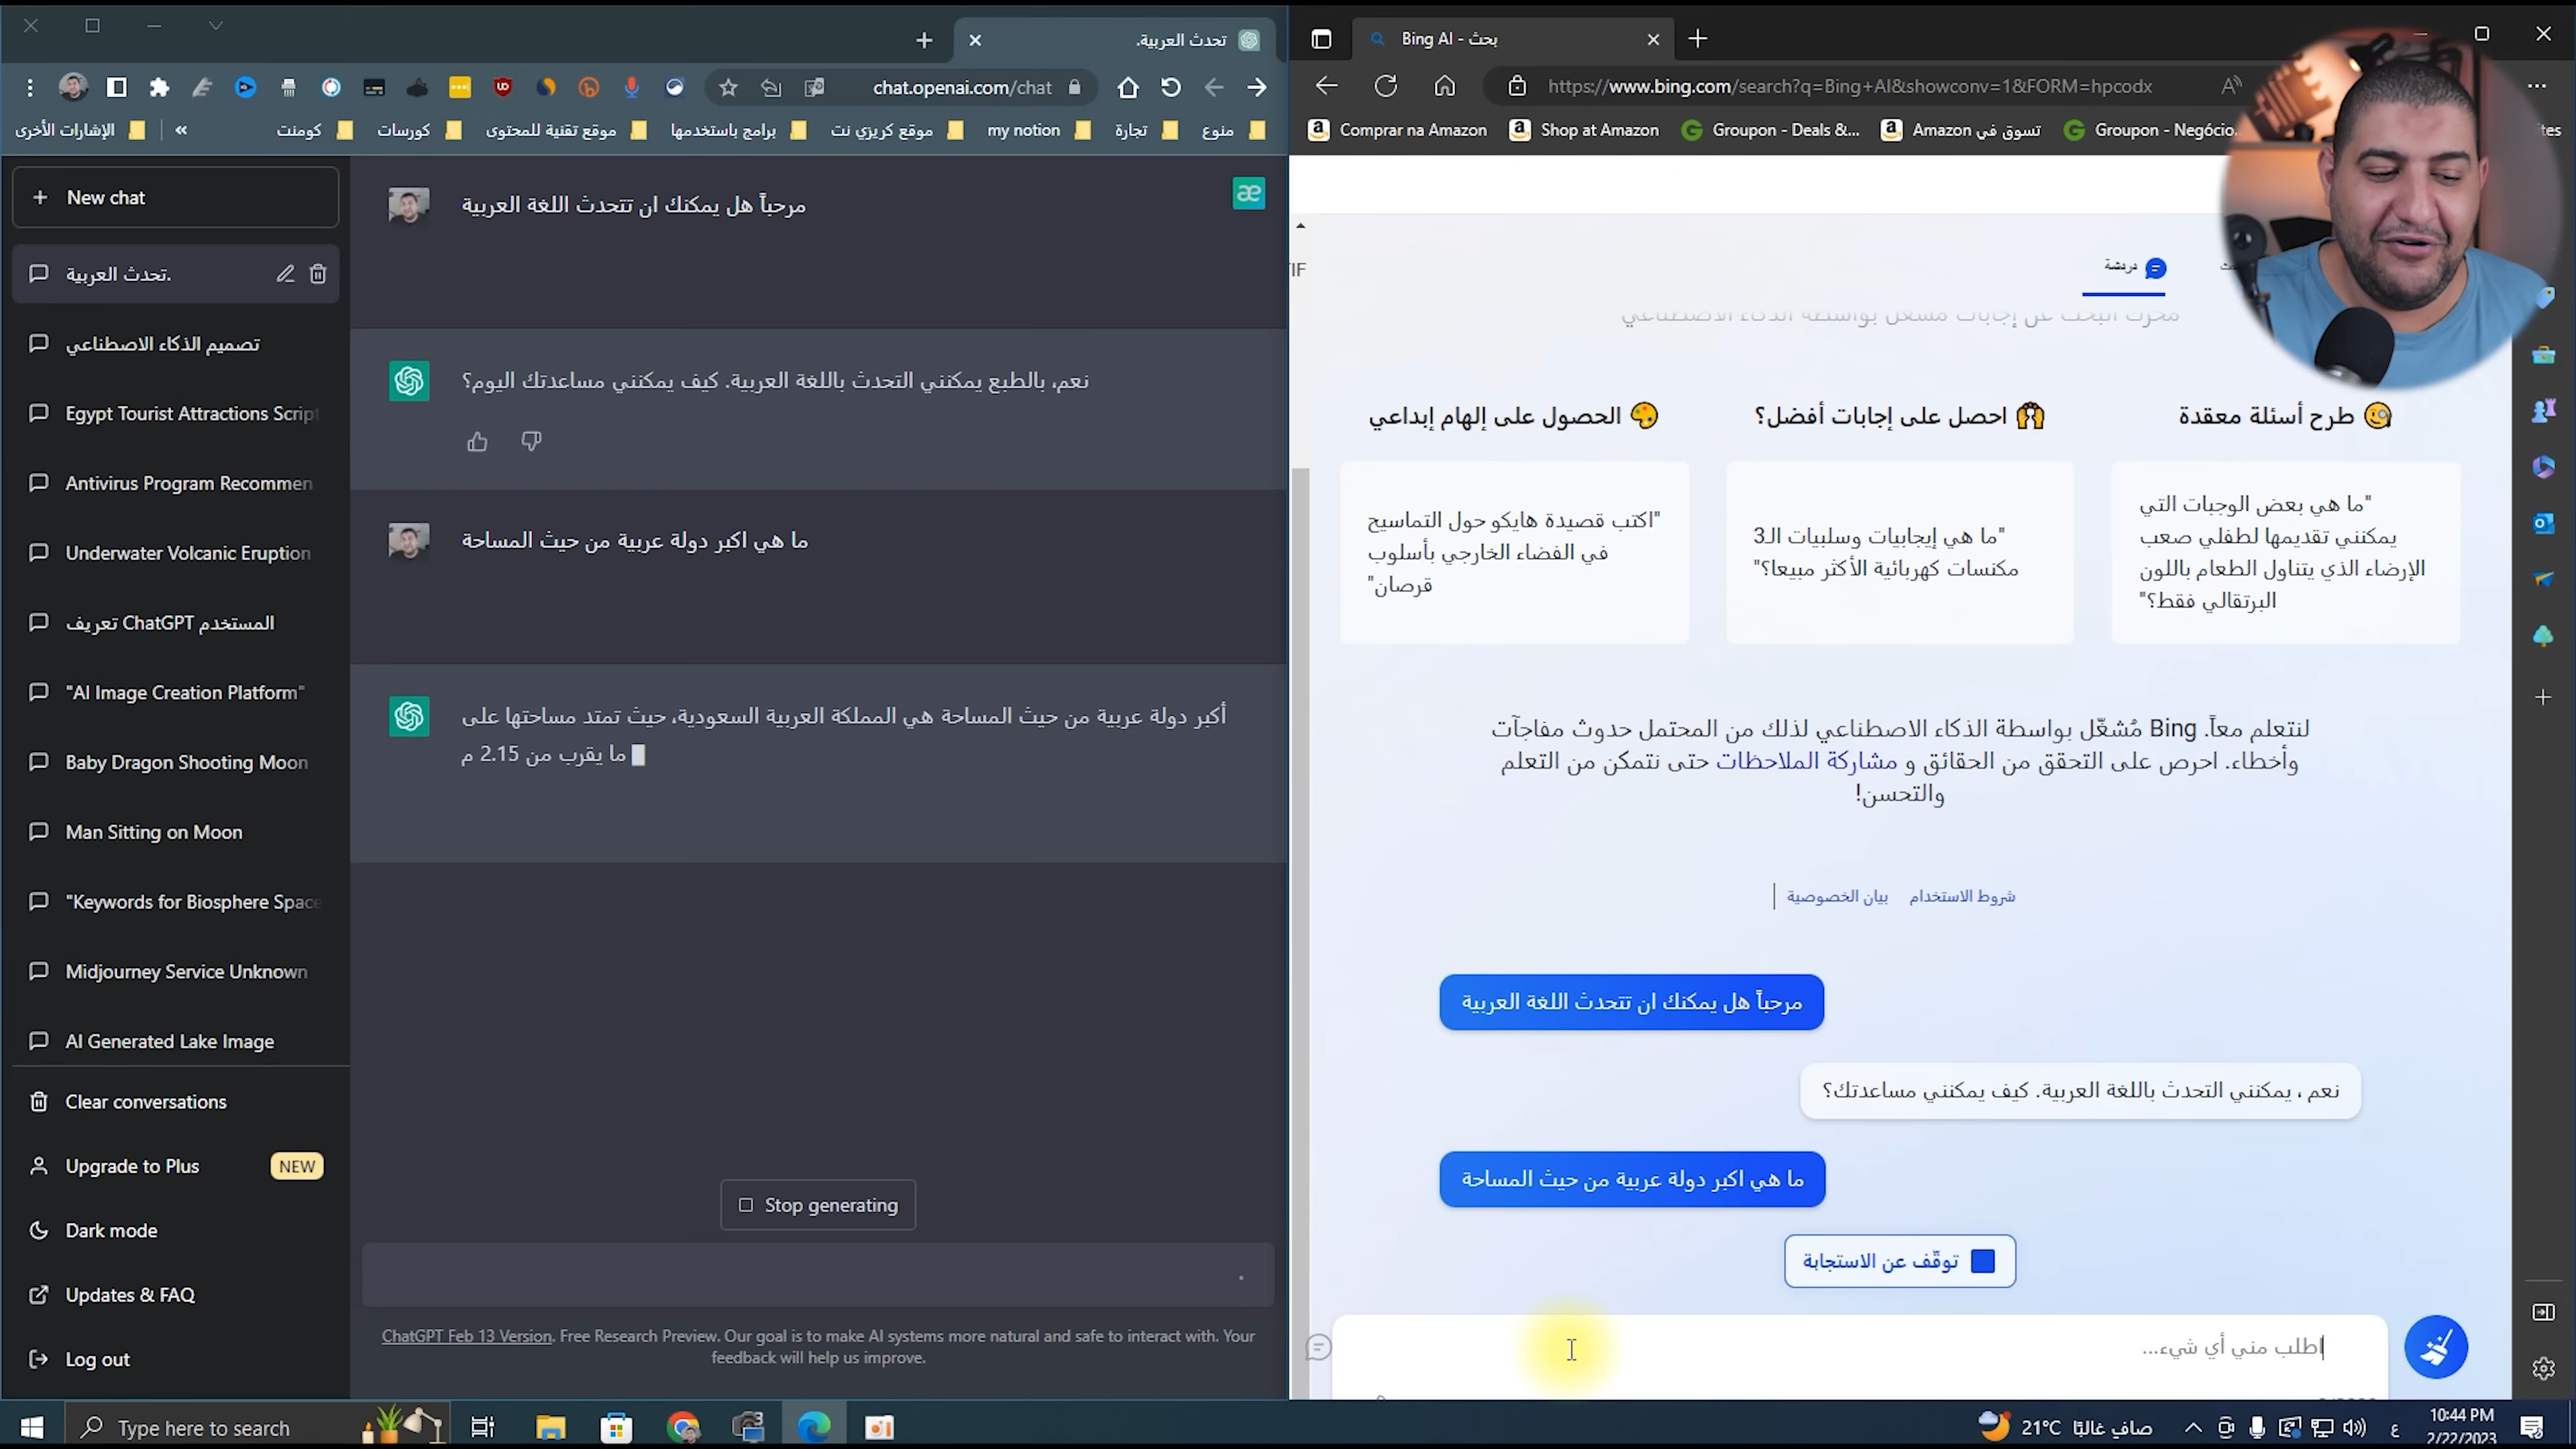 تحدث العربية.
chat.openai.com/chat
الإشارات الأخرى
»
كومنت
كورسات
موقع تقنية للمحتوى
برامج باستخدمها
موقع كريزي نت
my notion
تجارة
منوع
New chat
تحدث العربية.
تصميم الذكاء الاصطناعي
Egypt Tourist Attractions Script
Antivirus Program Recommen
Underwater Volcanic Eruption
المستخدم ChatGPT تعريف
"AI Image Creation Platform"
Baby Dragon Shooting Moon
Man Sitting on Moon
"Keywords for Biosphere Space
Midjourney Service Unknown
AI Generated Lake Image
Clear conversations
Upgrade to Plus NEW
Dark mode
Updates & FAQ
Log out
æ
مرحباً هل يمكنك ان تتحدث اللغة العربية
نعم، بالطبع يمكنني التحدث باللغة العربية. كيف يمكنني مساعدتك اليوم؟
ما هي اكبر دولة عربية من حيث المساحة
أكبر دولة عربية من حيث المساحة هي المملكة العربية السعودية، حيث تمتد مساحتها على
ما يقرب من 2.15 م
Stop generating
ChatGPT Feb 13 Version. Free Research Preview. Our goal is to make AI systems more natural and safe to interact with. Your
feedback will help us improve.
Bing AI - بحث
https://www.bing.com/search?q=Bing+AI&showconv=1&FORM=hpcodx
Comprar na Amazon
Shop at Amazon
Groupon - Deals &...
تسوق في Amazon
Groupon - Negócio.
دردشة
محرك البحث عن إجابات مشغل بواسطة الذكاء الاصطناعي
طرح أسئلة معقدة
احصل على إجابات أفضل؟
الحصول على إلهام إبداعي
"ما هي بعض الوجبات التي
يمكنني تقديمها لطفلي صعب
الإرضاء الذي يتناول الطعام باللون
البرتقالي فقط؟"
"ما هي إيجابيات وسلبيات الـ3
مكنسات كهربائية الأكثر مبيعا؟"
"اكتب قصيدة هايكو حول التماسيح
في الفضاء الخارجي بأسلوب
قرصان"
لنتعلم معاً. Bing مُشغّل بواسطة الذكاء الاصطناعي لذلك من المحتمل حدوث مفاجآت
وأخطاء. احرص على التحقق من الحقائق و مشاركة الملاحظات حتى نتمكن من التعلم
والتحسن!
شروط الاستخدام
بيان الخصوصية
مرحباً هل يمكنك ان تتحدث اللغة العربية
نعم ، يمكنني التحدث باللغة العربية. كيف يمكنني مساعدتك؟
ما هي اكبر دولة عربية من حيث المساحة
توقّف عن الاستجابة
اطلب مني أي شيء...
Type here to search
21°C صافٍ غالبًا
ع
10:44 PM
2/22/2023